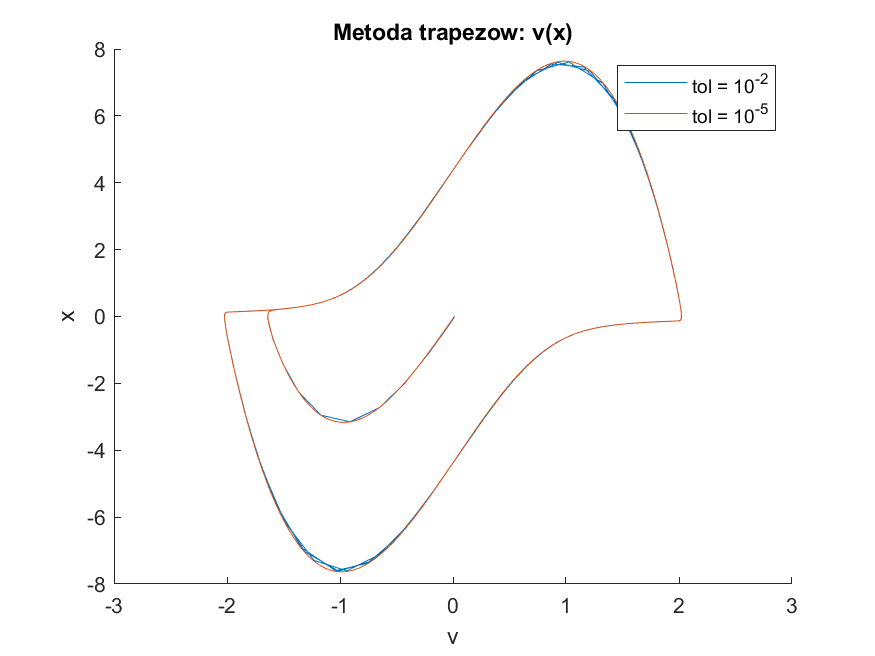 Metoda trapezow: v(x)
tol = 10^-2
tol = 10^-5
8
6
4
2
0
-2
-4
-6
-8
x
-3 -2 -1 0 1 2 3
v